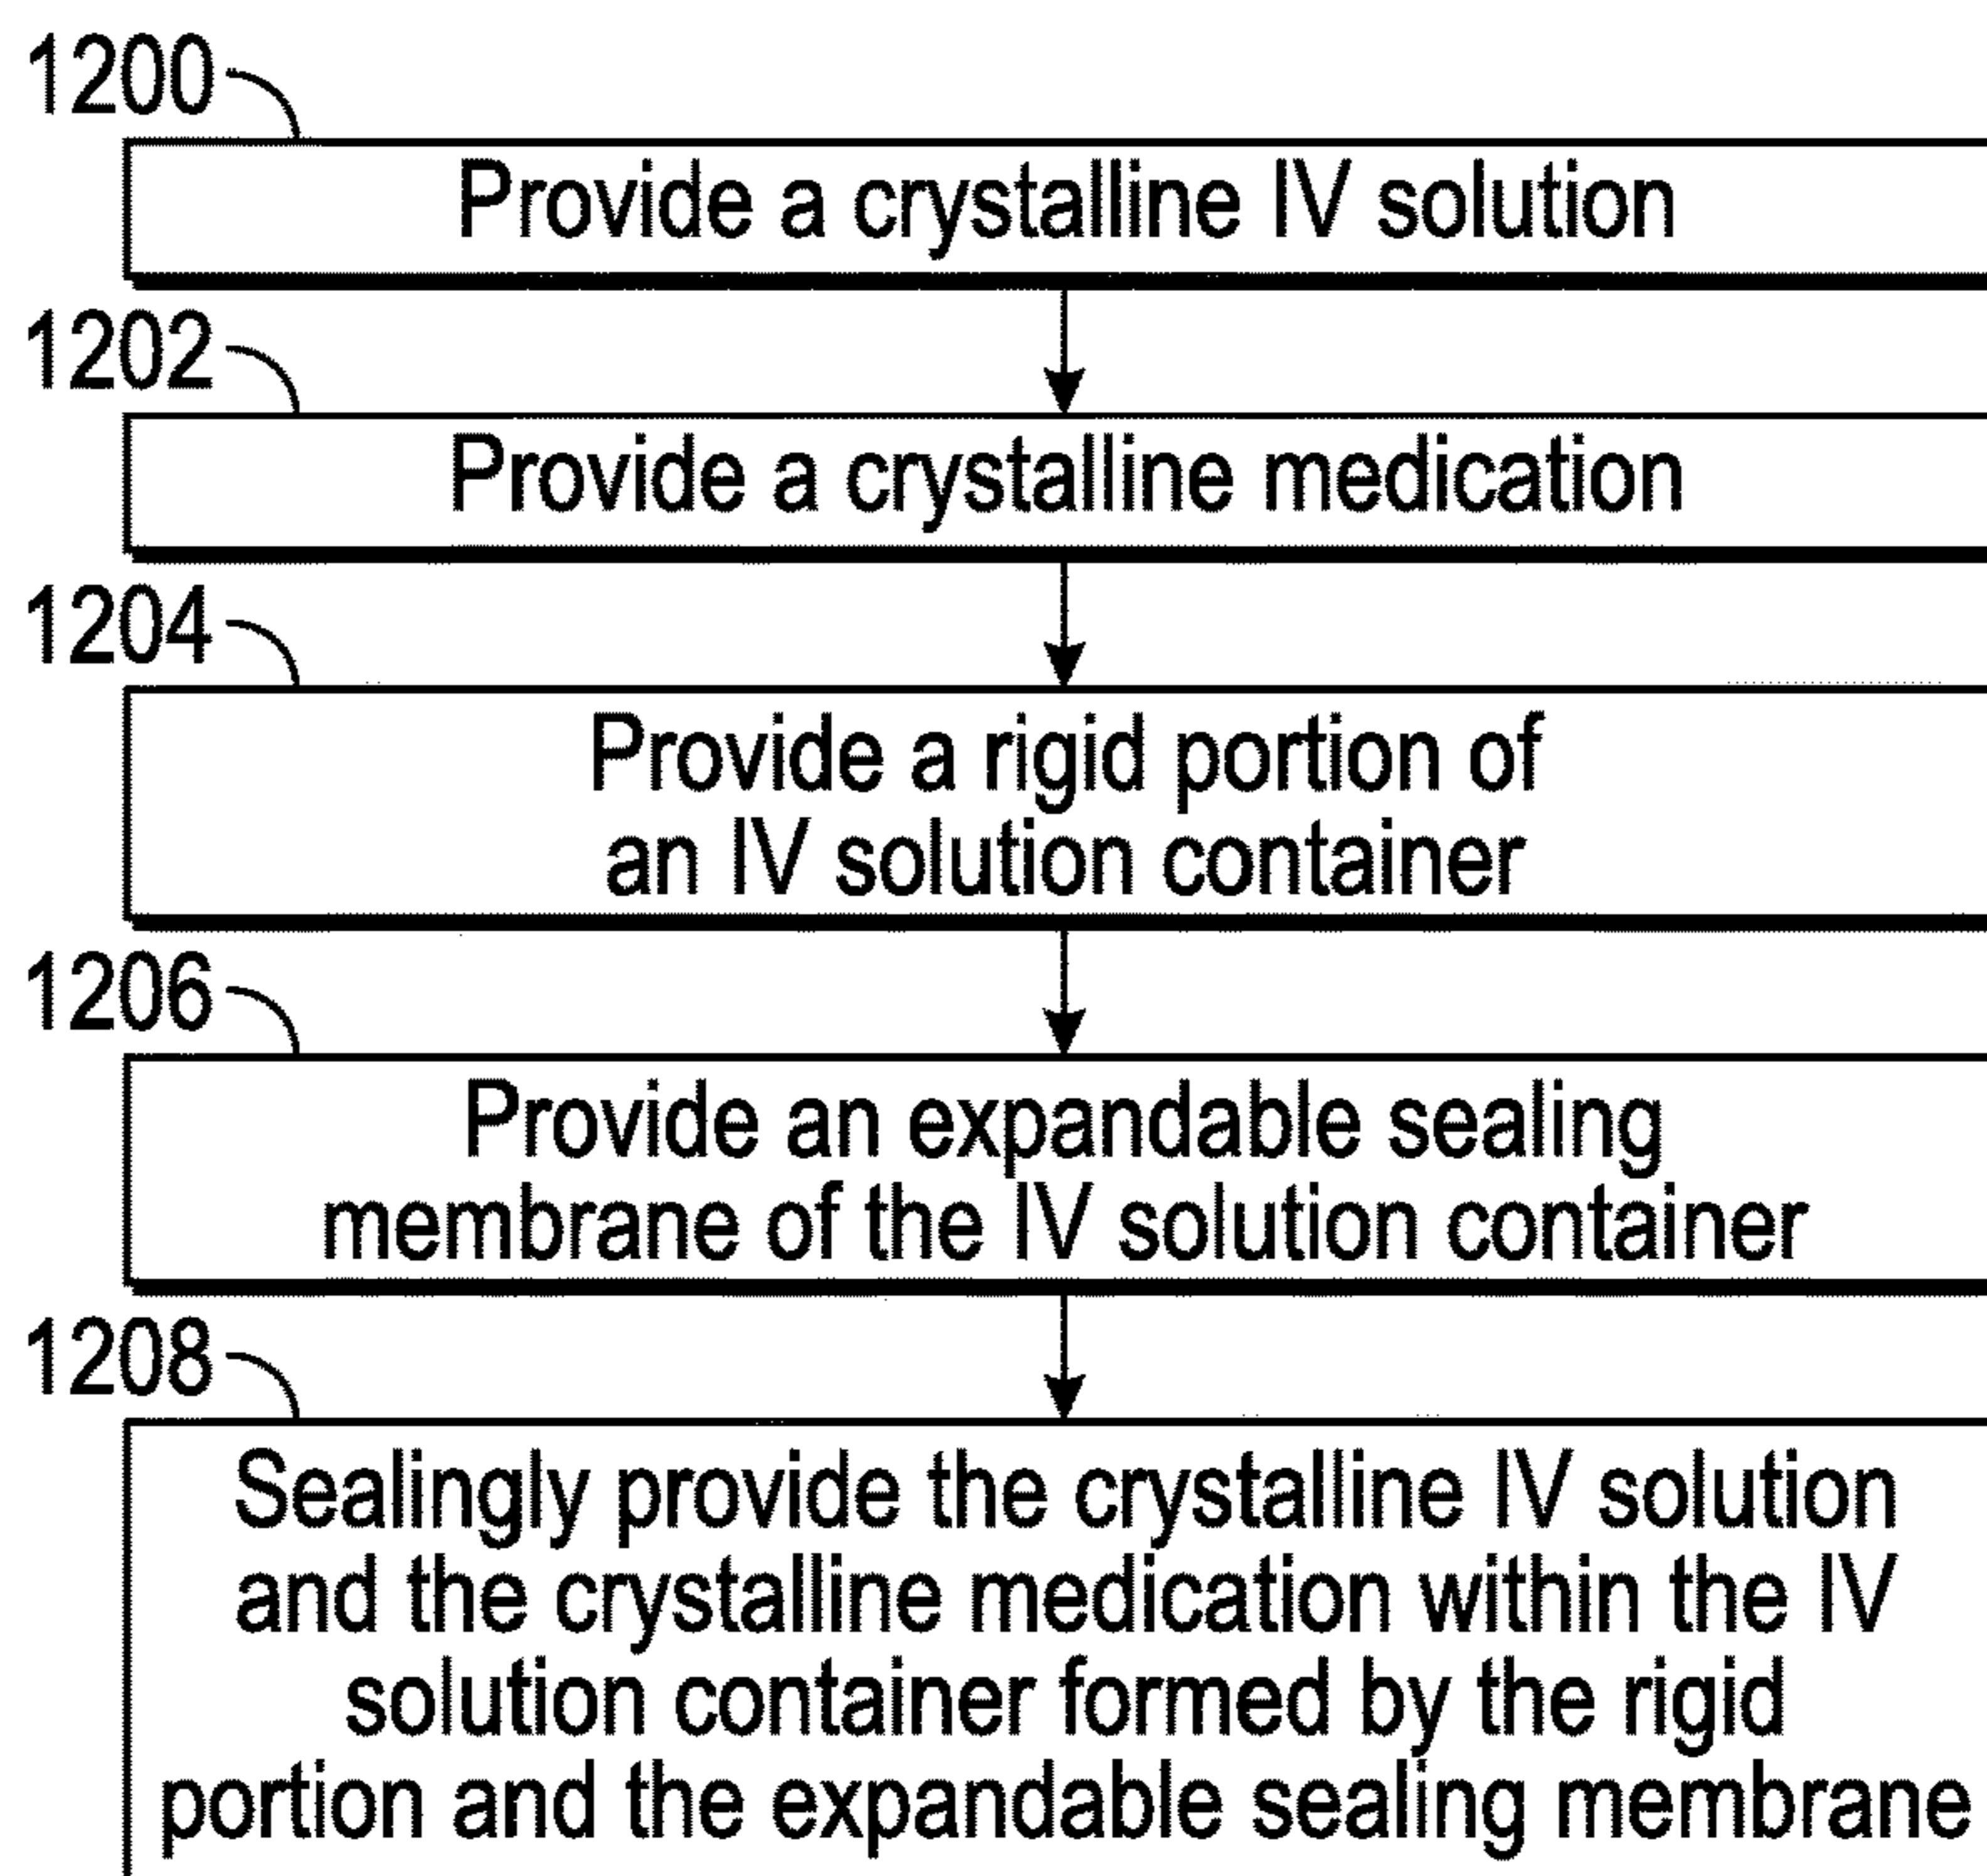 1200
Provide a crystalline IV solution
1202
Provide a crystalline medication
1204
Provide a rigid portion of
an IV solution container
1206
Provide an expandable sealing
membrane of the IV solution container
1208
Sealingly provide the crystalline IV solution
and the crystalline medication within the IV
solution container formed by the rigid
portion and the expandable sealing membrane